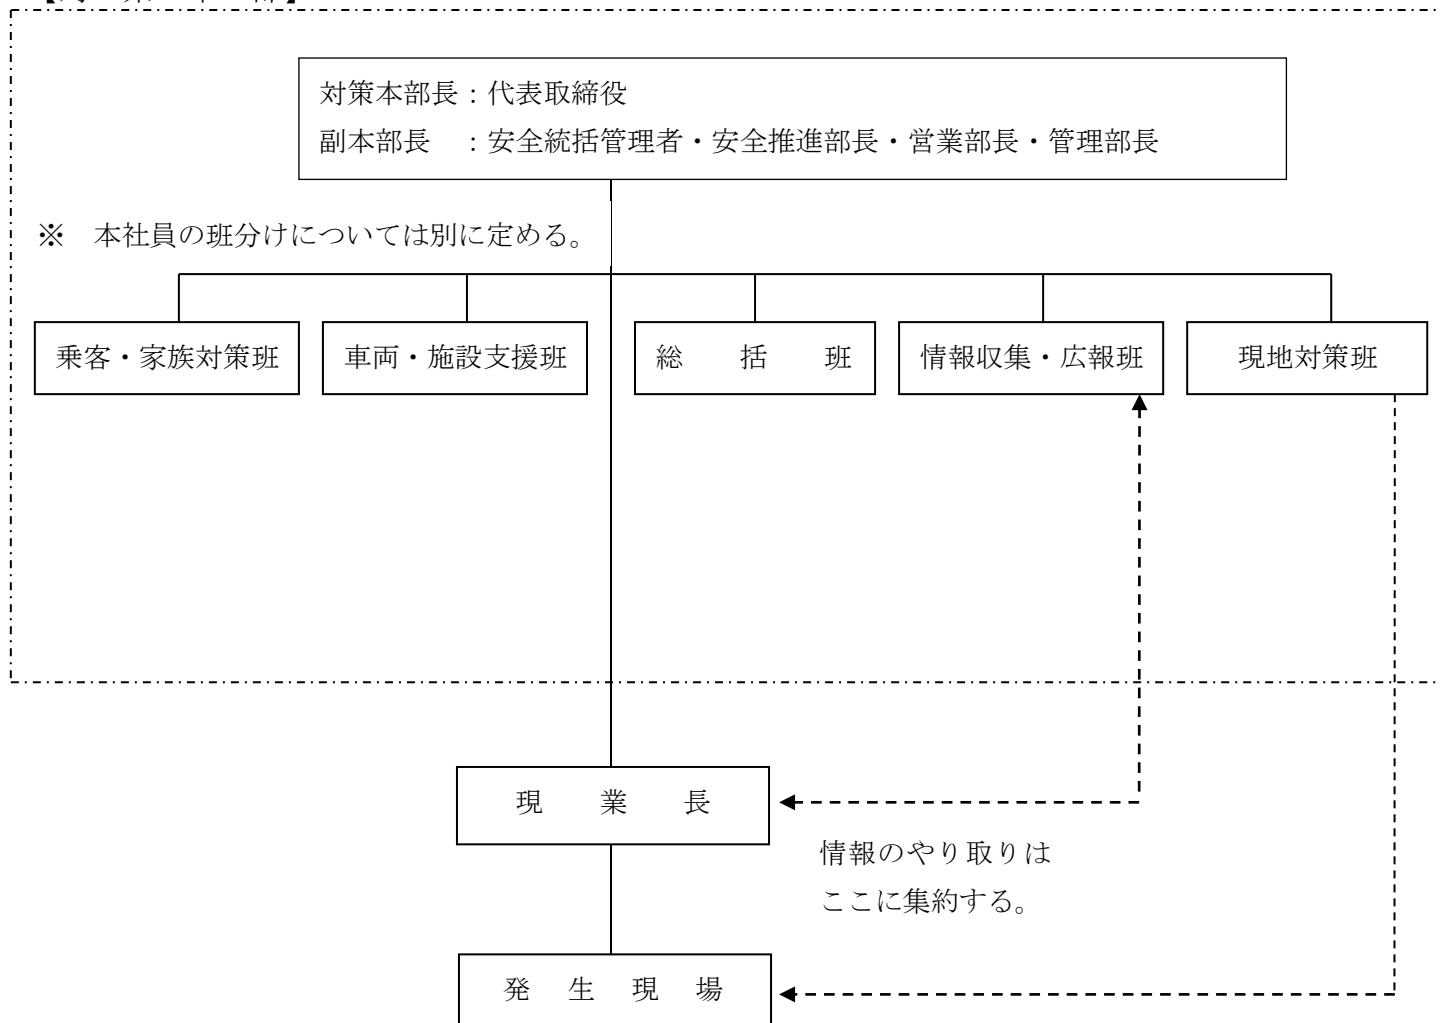 対策本部長：代表取締役
副本部長　：安全統括管理者・安全推進部長・営業部長・管理部長
※　本社員の班分けについては別に定める。
乗客・家族対策班
車両・施設支援班
総　括　班
情報収集・広報班
現地対策班
現　業　長
情報のやり取りは
ここに集約する。
発　生　現　場